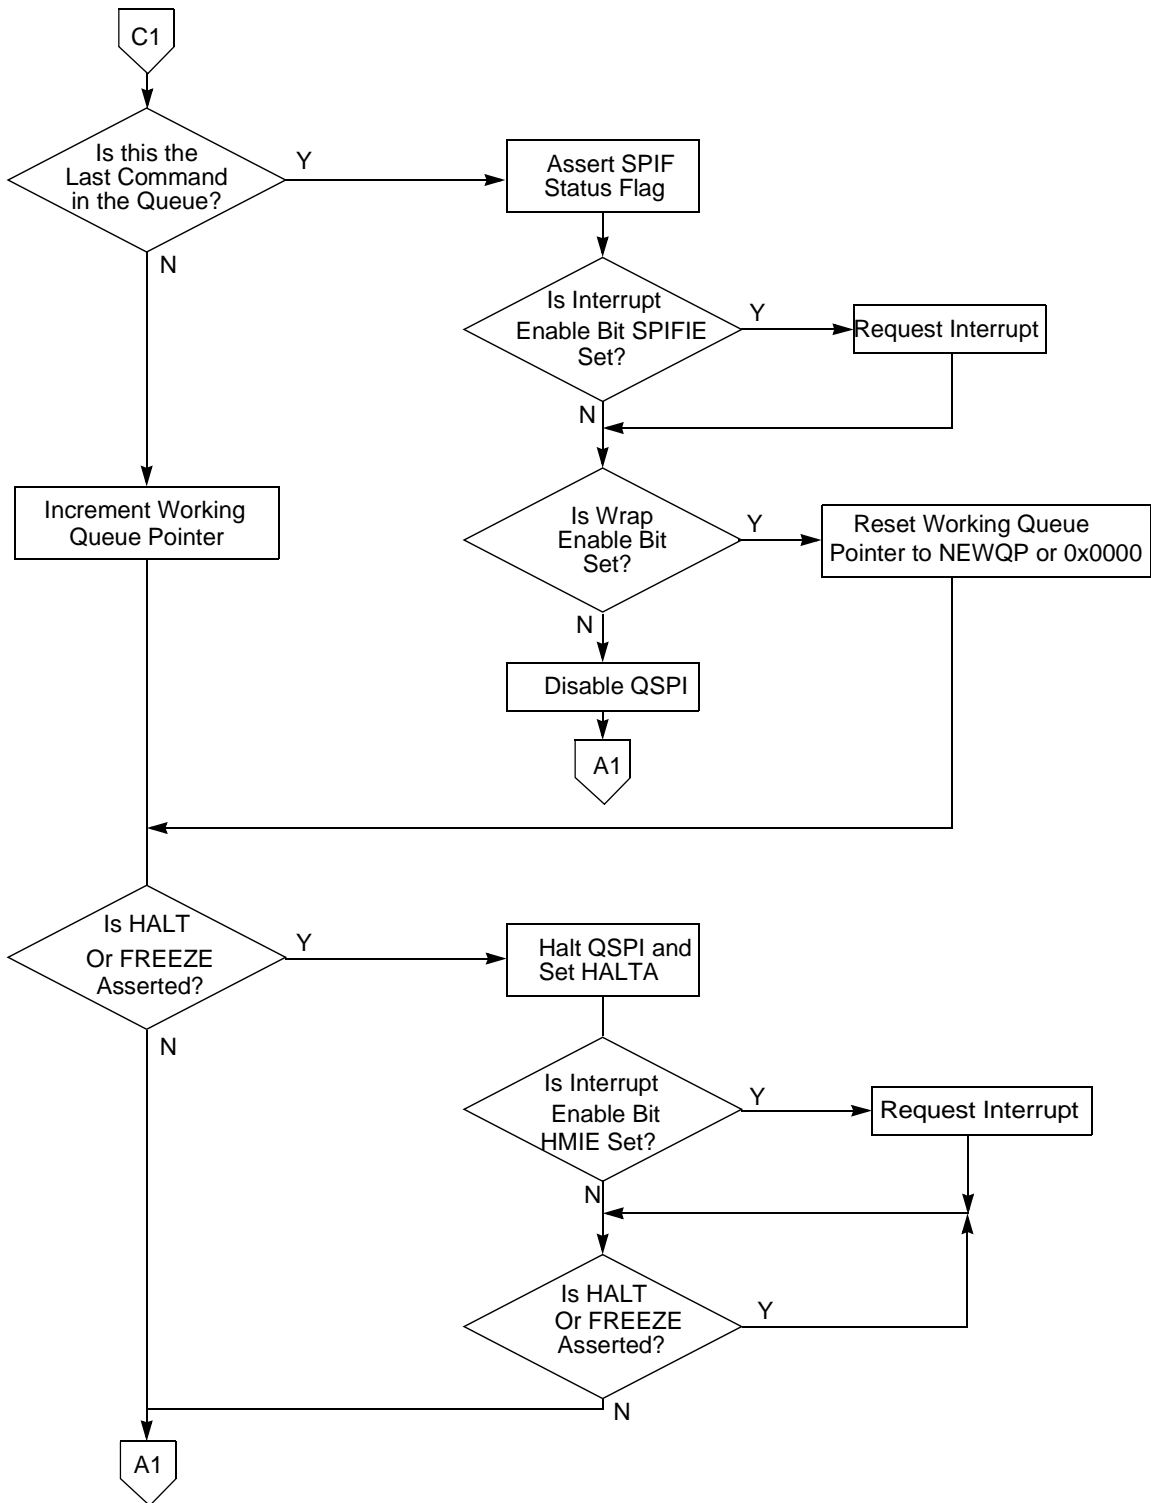 C1
Is this the
Last Command
in the Queue?
Y
N
Assert SPIF
Status Flag
Is Interrupt
Enable Bit SPIFIE
Set?
Y
N
Request Interrupt
Increment Working
Queue Pointer
Is Wrap
Enable Bit
Set?
Y
N
Reset Working Queue
Pointer to NEWQP or 0x0000
Disable QSPI
A1
Is HALT
Or FREEZE
Asserted?
Y
N
Halt QSPI and
Set HALTA
Is Interrupt
Enable Bit
HMIE Set?
Y
N
Request Interrupt
Is HALT
Or FREEZE
Asserted?
Y
N
A1